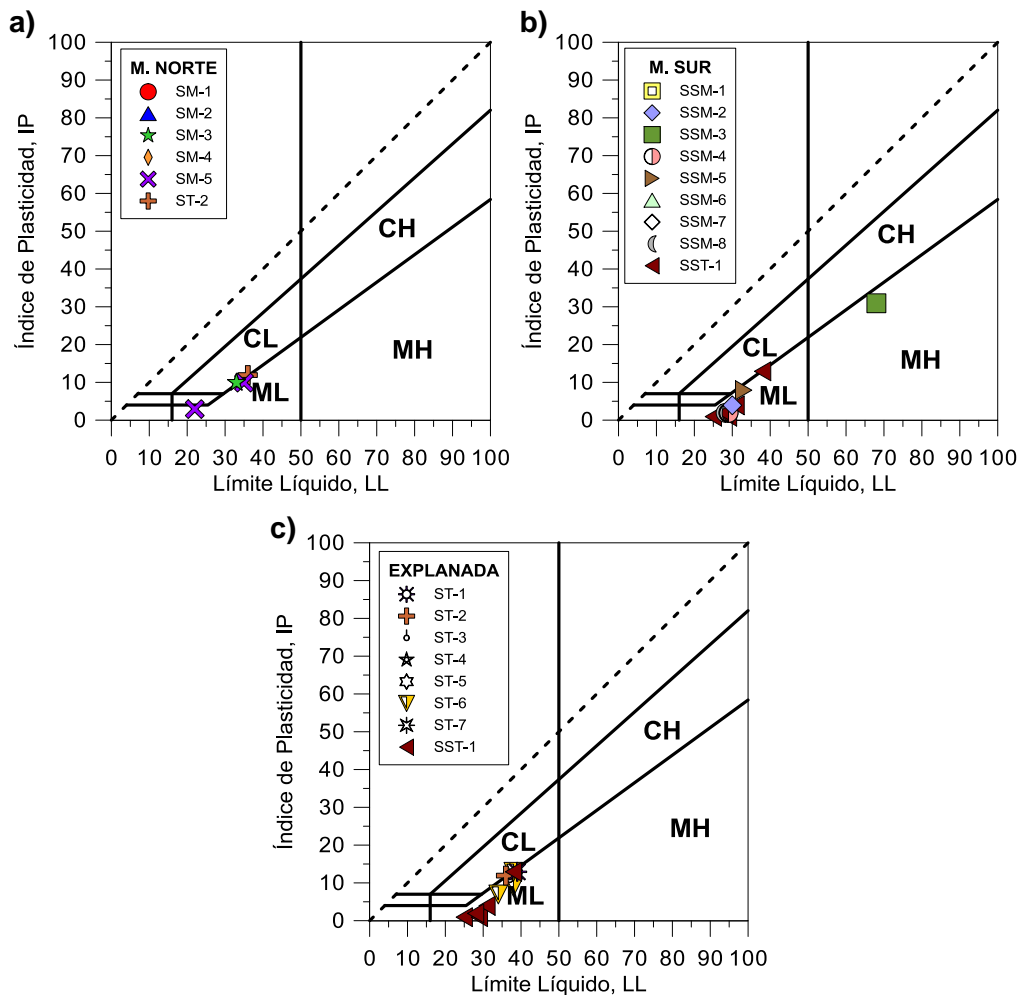 a)
100
90
80
70
60
50
40
30
20
10
0
Índice de Plasticidad, IP
M. NORTE
SM-1
SM-2
SM-3
SM-4
SM-5
ST-2
CH
CL
MH
ML
0 10 20 30 40 50 60 70 80 90 100
Límite Líquido, LL
b)
100
90
80
70
60
50
40
30
20
10
0
Índice de Plasticidad, IP
M. SUR
SSM-1
SSM-2
SSM-3
SSM-4
SSM-5
SSM-6
SSM-7
SSM-8
SST-1
CH
CL
MH
ML
0 10 20 30 40 50 60 70 80 90 100
Límite Líquido, LL
c)
100
90
80
70
60
50
40
30
20
10
0
Índice de Plasticidad, IP
EXPLANADA
ST-1
ST-2
ST-3
ST-4
ST-5
ST-6
ST-7
SST-1
CH
CL
MH
ML
0 10 20 30 40 50 60 70 80 90 100
Límite Líquido, LL